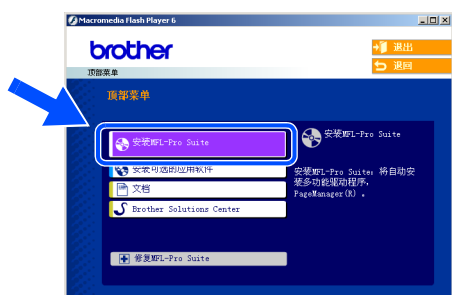 Macromedia Flash Player 6
brother
退出
顶部菜单
退回
顶部菜单
安装MFL-Pro Suite
安装MFL-Pro Suite
安装可选的应用软件
安装MFL-Pro Suite: 将自动安
装多功能驱动程序,
文档
PageManager(R) 。
Brother Solutions Center
修复MFL-Pro Suite